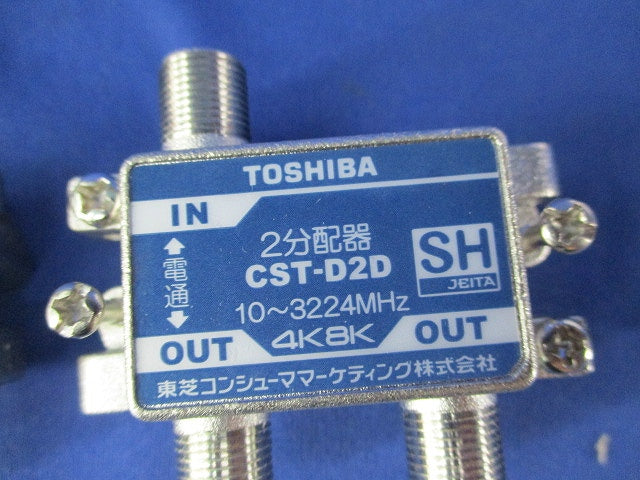 TOSHIBA
IN
2分配器
CST-D2D
SH
JEITA
電通
10～3224MHz
4K8K
OUT
OUT
東芝コンシューママーケティング株式会社